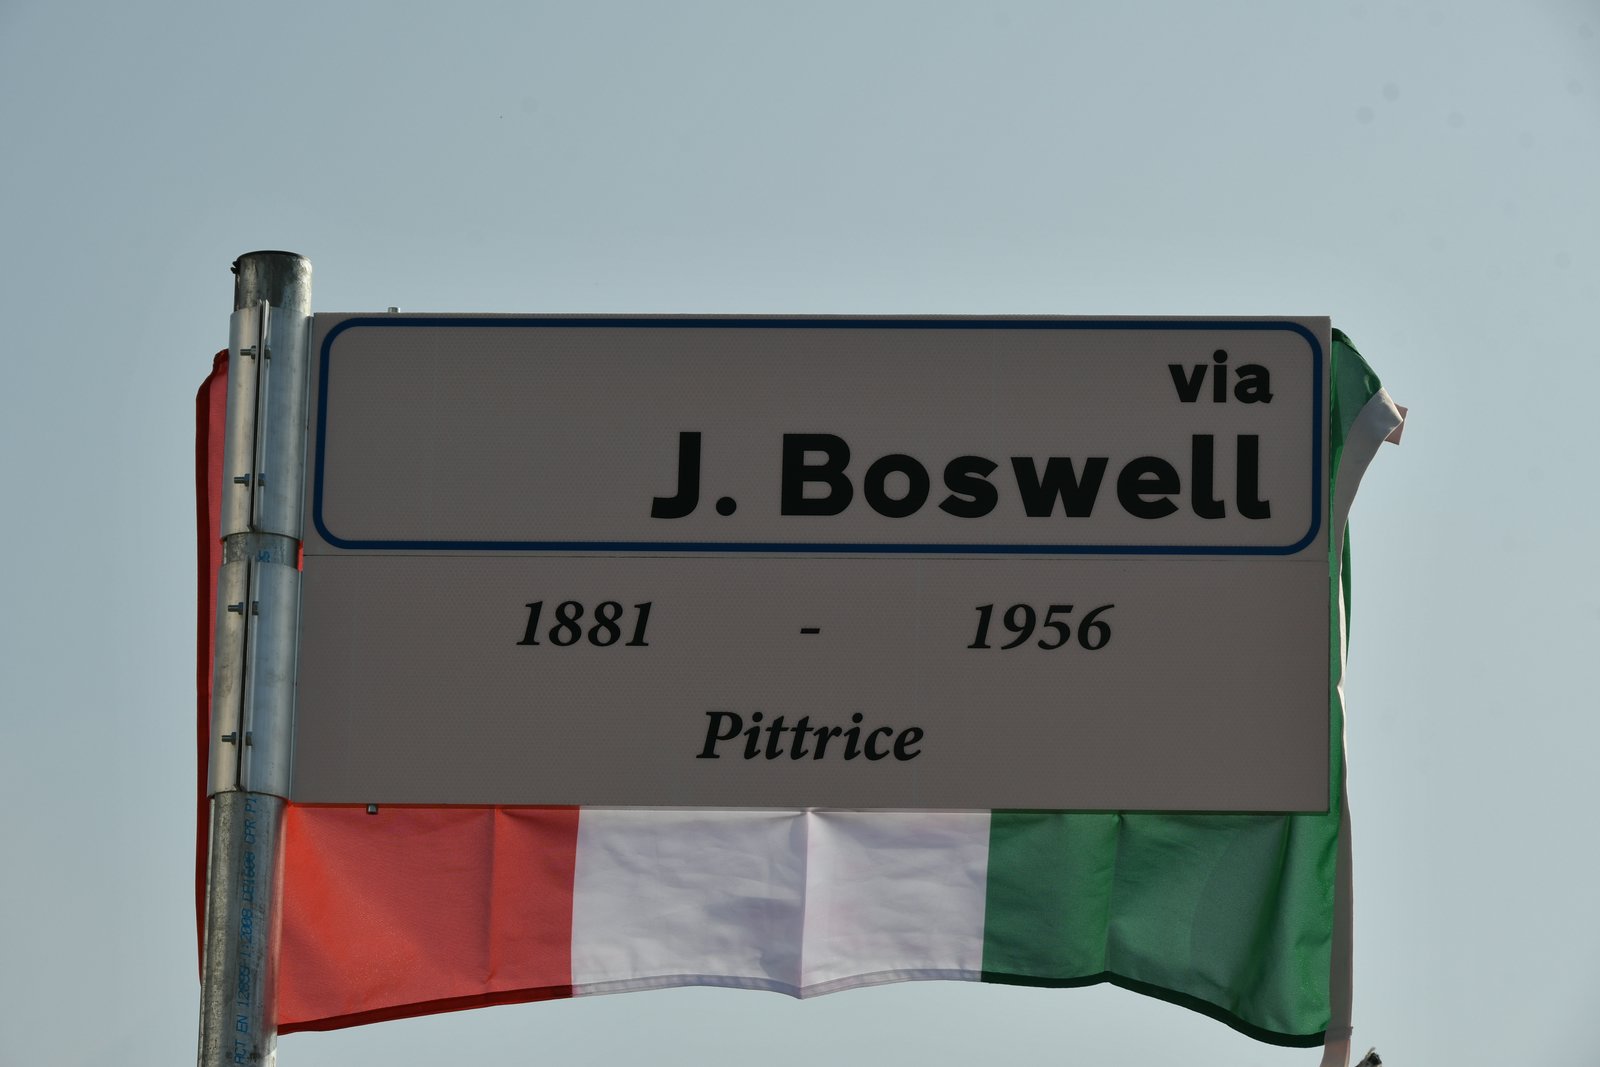 via
J. Boswell
1881 - 1956
Pittrice